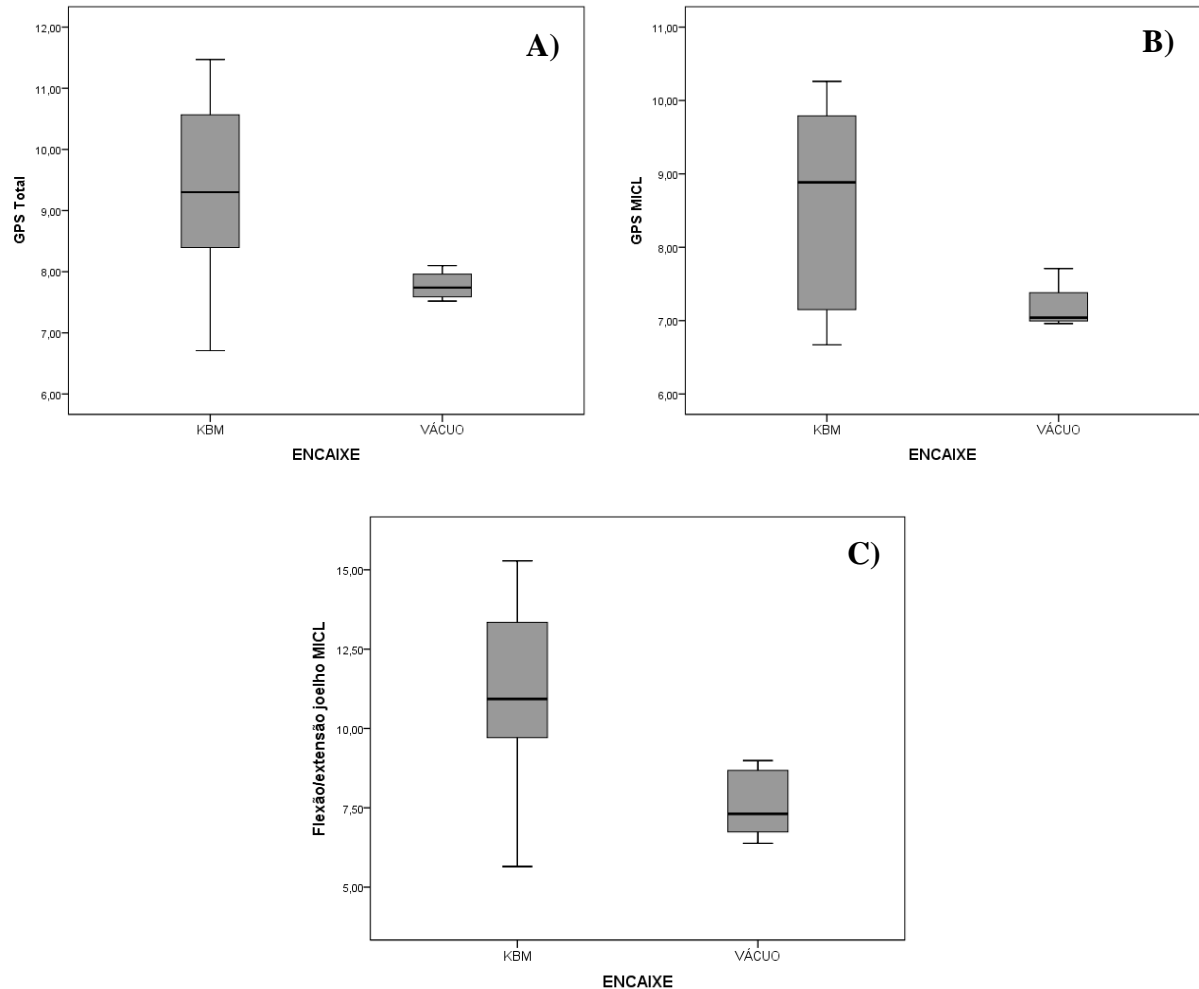 A)
GPS Total
12,00
11,00
10,00
9,00
8,00
7,00
6,00
KBM
VÁCUO
ENCAIXE
B)
GPS MICL
11,00
10,00
9,00
8,00
7,00
6,00
KBM
VÁCUO
ENCAIXE
C)
Flexão/extensão joelho MICL
15,00
12,50
10,00
7,50
5,00
KBM
VÁCUO
ENCAIXE